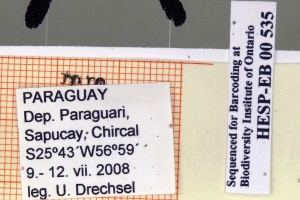 PARAGUAY
Dep. Paraguari,
Sapucay, Chircal
S25°43´W56°59´
9.- 12. vii. 2008
leg. U. Drechsel
Sequenced for Barcoding at
Biodiversity Institute of Ontario
HESP-EB 00 535